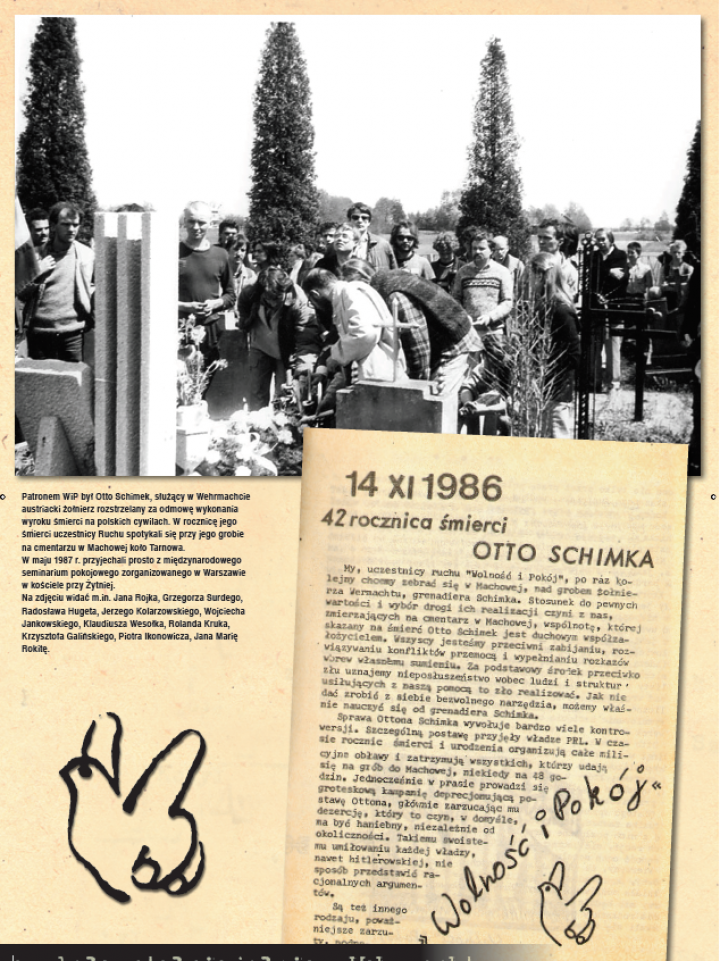 Patronem WiP był Otto Schimek, służący w Wehrmachcie
austriacki żołnierz rozstrzelany za odmowę wykonania
wyroku śmierci na polskich cywilach. W rocznicę jego
śmierci uczestnicy Ruchu spotykali się przy jego grobie
na cmentarzu w Machowej koło Tarnowa.
W maju 1987 r. przyjechali prosto z międzynarodowego
seminarium pokojowego zorganizowanego w Warszawie
w kościele przy Żytniej.
Na zdjęciu widać m.in. Jana Rojka, Grzegorza Surdego,
Radosława Hugeta, Jerzego Kolarzowskiego, Wojciecha
Jankowskiego, Klaudiusza Wesołka, Rolanda Kruka,
Krzysztofa Galińskiego, Piotra Ikonowicza, Jana Marię
Rokitę.
14 XI 1986
42 rocznica śmierci
OTTO SCHIMKA
My, uczestnicy ruchu "Wolność i Pokój", po raz ko-
lejny chcemy zebrać się w Machowej, nad grobem żołnie-
rza Wermachtu, grenadiera Schimka. Stosunek do pewnych
wartości i wybór drogi ich realizacji czyni z nas,
zmierzających na cmentarz w Machowej, wspólnotę, której
skazany na śmierć Otto Schimek jest duchowym współza-
łożycielem. Wszyscy jesteśmy przeciwni zabijaniu, roz-
wiązywaniu konfliktów przemocą i wypełnianiu rozkazów
wbrew własnemu sumieniu. Za podstawowy środek przeciwko
złu uznajemy nieposłuszeństwo wobec ludzi i struktur
usiłujących z naszą pomocą to zło realizować. Jak nie
dać zrobić z siebie bezwolnego narzędzia, możemy właś-
nie nauczyć się od grenadiera Schimka.
Sprawa Ottona Schimka wywołuje bardzo wiele kontro-
wersji. Szczególną postawę przyjęły władze PRL. W cza-
sie rocznic śmierci i urodzenia organizują całe mili-
cyjne obławy i zatrzymują wszystkich, którzy udają
się na grób do Machowej, niekiedy na 48 go-
dzin. Jednocześnie w prasie prowadzi się
groteskową kampanię deprecjonującą po-
stawę Ottona, głównie zarzucając mu
dezercję, który to czyn, w domyśle,
ma być haniebny, niezależnie od
okoliczności. Takiemu swoiste-
mu umiłowaniu każdej władzy,
nawet hitlerowskiej, nie
sposób przedstawić ra-
cjonalnych argumen-
tów.
Są też innego
rodzaju, poważ-
niejsze zarzu-
ty,
„Wolność i Pokój"